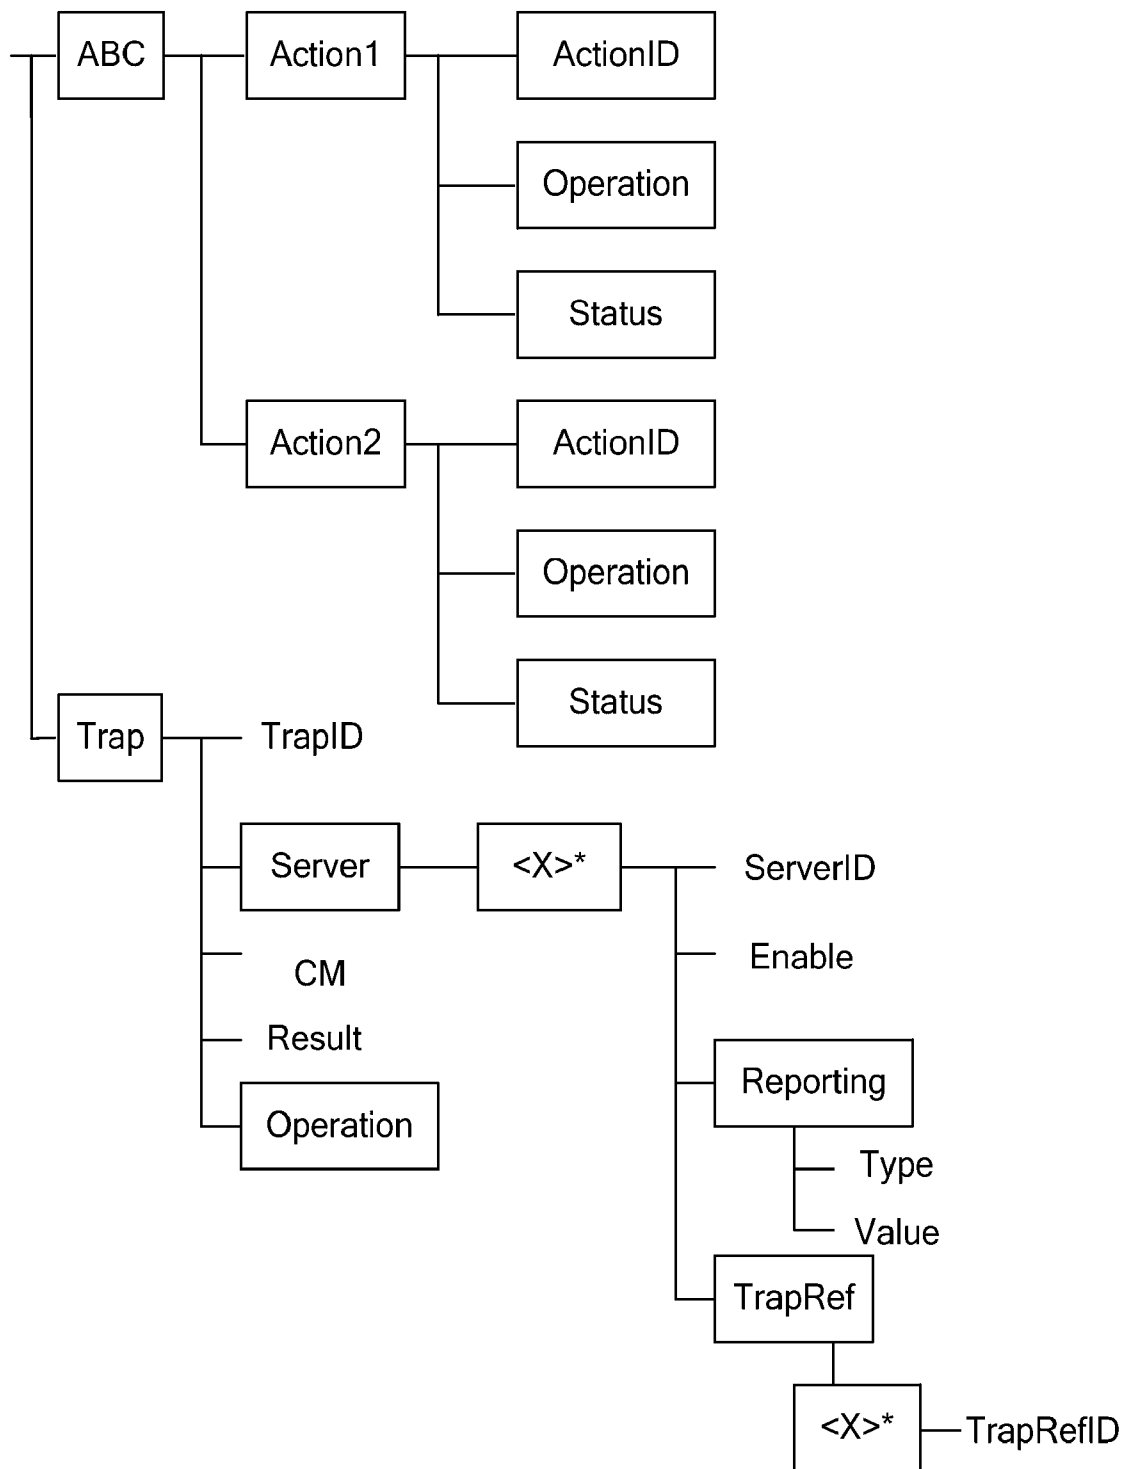 ABC
Action1
ActionID
Operation
Status
Action2
ActionID
Operation
Status
Trap
TrapID
Server
<X>*
ServerID
Enable
CM
Result
Reporting
Operation
Type
Value
TrapRef
<X>*
TrapRefID